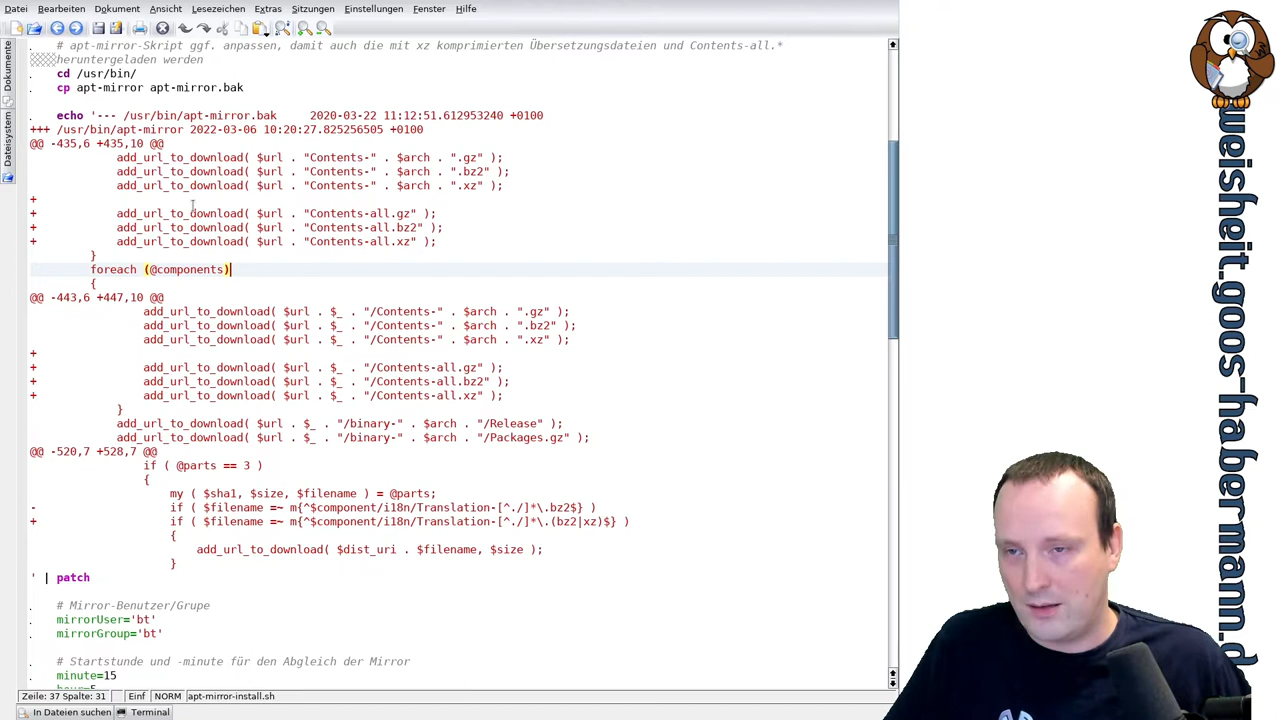 Datei Bearbeiten Dokument Ansicht Lesezeichen Extras Sitzungen Einstellungen Fenster Hilfe
Dokumente
Dateisystem
# apt-mirror-Skript ggf. anpassen, damit auch die mit xz komprimierten Übersetzungsdateien und Contents-all.*
heruntergeladen werden
cd /usr/bin/
cp apt-mirror apt-mirror.bak
echo '--- /usr/bin/apt-mirror.bak 2020-03-22 11:12:51.612953240 +0100
+++ /usr/bin/apt-mirror 2022-03-06 10:20:27.825256505 +0100
@@ -435,6 +435,10 @@
add_url_to_download( $url . "Contents-" . $arch . ".gz" );
add_url_to_download( $url . "Contents-" . $arch . ".bz2" );
add_url_to_download( $url . "Contents-" . $arch . ".xz" );
+
+ add_url_to_download( $url . "Contents-all.gz" );
+ add_url_to_download( $url . "Contents-all.bz2" );
+ add_url_to_download( $url . "Contents-all.xz" );
}
foreach (@components)
{
@@ -443,6 +447,10 @@
add_url_to_download( $url . $_ . "/Contents-" . $arch . ".gz" );
add_url_to_download( $url . $_ . "/Contents-" . $arch . ".bz2" );
add_url_to_download( $url . $_ . "/Contents-" . $arch . ".xz" );
+
+ add_url_to_download( $url . $_ . "/Contents-all.gz" );
+ add_url_to_download( $url . $_ . "/Contents-all.bz2" );
+ add_url_to_download( $url . $_ . "/Contents-all.xz" );
}
add_url_to_download( $url . $_ . "/binary-" . $arch . "/Release" );
add_url_to_download( $url . $_ . "/binary-" . $arch . "/Packages.gz" );
@@ -520,7 +528,7 @@
if ( @parts == 3 )
{
my ( $sha1, $size, $filename ) = @parts;
- if ( $filename =~ m{^$component/i18n/Translation-[^./]*\.bz2$} )
+ if ( $filename =~ m{^$component/i18n/Translation-[^./]*\.(bz2|xz)$} )
{
add_url_to_download( $dist_uri . $filename, $size );
}
' | patch
# Mirror-Benutzer/Grupe
mirrorUser='bt'
mirrorGroup='bt'
# Startstunde und -minute für den Abgleich der Mirror
minute=15
Zeile: 37 Spalte: 31 Einf NORM apt-mirror-install.sh
In Dateien suchen Terminal
weisheit.goos-habermann.d